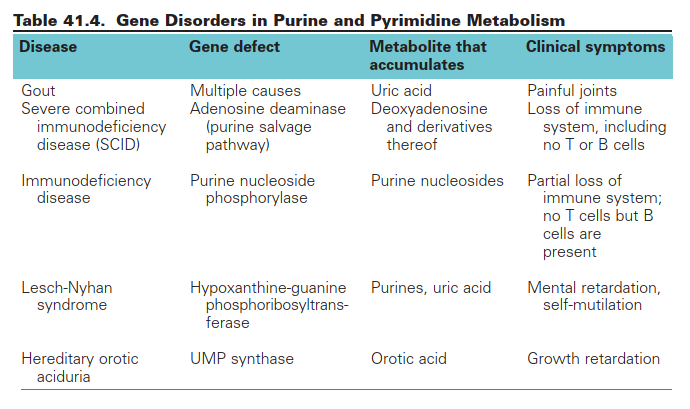 Table 41.4. Gene Disorders in Purine and Pyrimidine Metabolism
Disease Gene defect Metabolite that accumulates Clinical symptoms
Gout Multiple causes Uric acid Painful joints
Severe combined Adenosine deaminase Deoxyadenosine Loss of immune
immunodeficiency (purine salvage and derivatives system, including
disease (SCID) pathway) thereof no T or B cells
Immunodeficiency Purine nucleoside Purine nucleosides Partial loss of
disease phosphorylase immune system;
no T cells but B
cells are
present
Lesch-Nyhan Hypoxanthine-guanine Purines, uric acid Mental retardation,
syndrome phosphoribosyltrans- self-mutilation
ferase
Hereditary orotic UMP synthase Orotic acid Growth retardation
aciduria